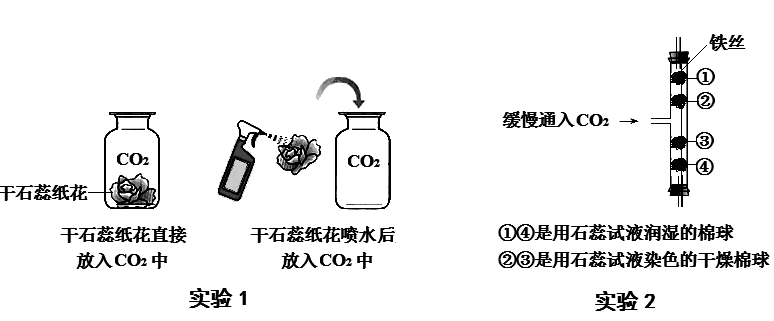 铁丝
①
②
缓慢通入CO₂
③
④
CO₂
CO₂
干石蕊纸花
干石蕊纸花直接
放入CO₂中
干石蕊纸花喷水后
放入CO₂中
①④是用石蕊试液润湿的棉球
②③是用石蕊试液染色的干燥棉球
实验1
实验2